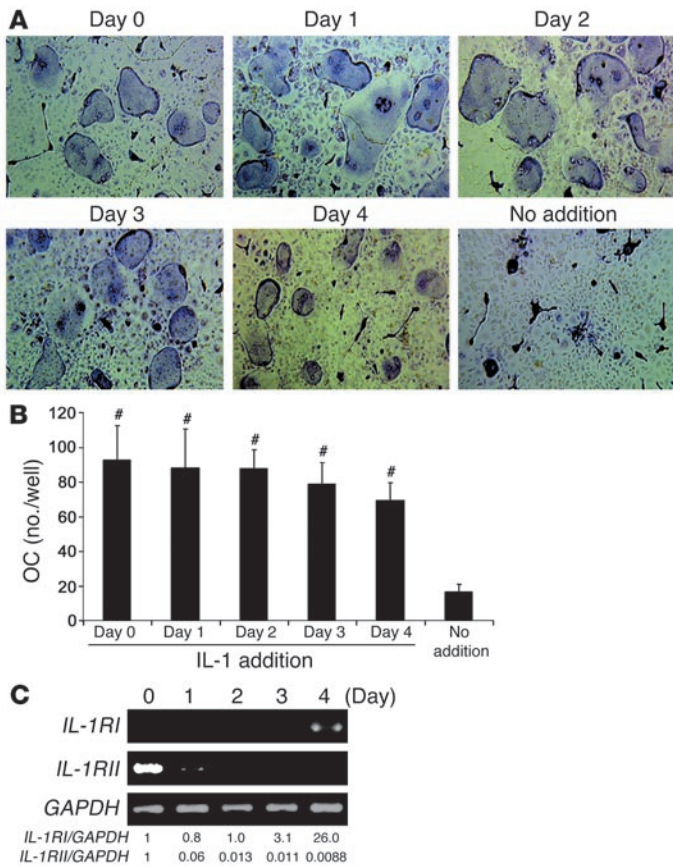 A
Day 0 Day 1 Day 2
Day 3 Day 4 No addition
B
OC (no./well)
120
100
80
60
40
20
0
# # # # #
Day 0 Day 1 Day 2 Day 3 Day 4 No addition
IL-1 addition
C
0 1 2 3 4 (Day)
IL-1RI
IL-1RII
GAPDH
IL-1RI/GAPDH 1 0.8 1.0 3.1 26.0
IL-1RII/GAPDH 1 0.06 0.013 0.011 0.0088